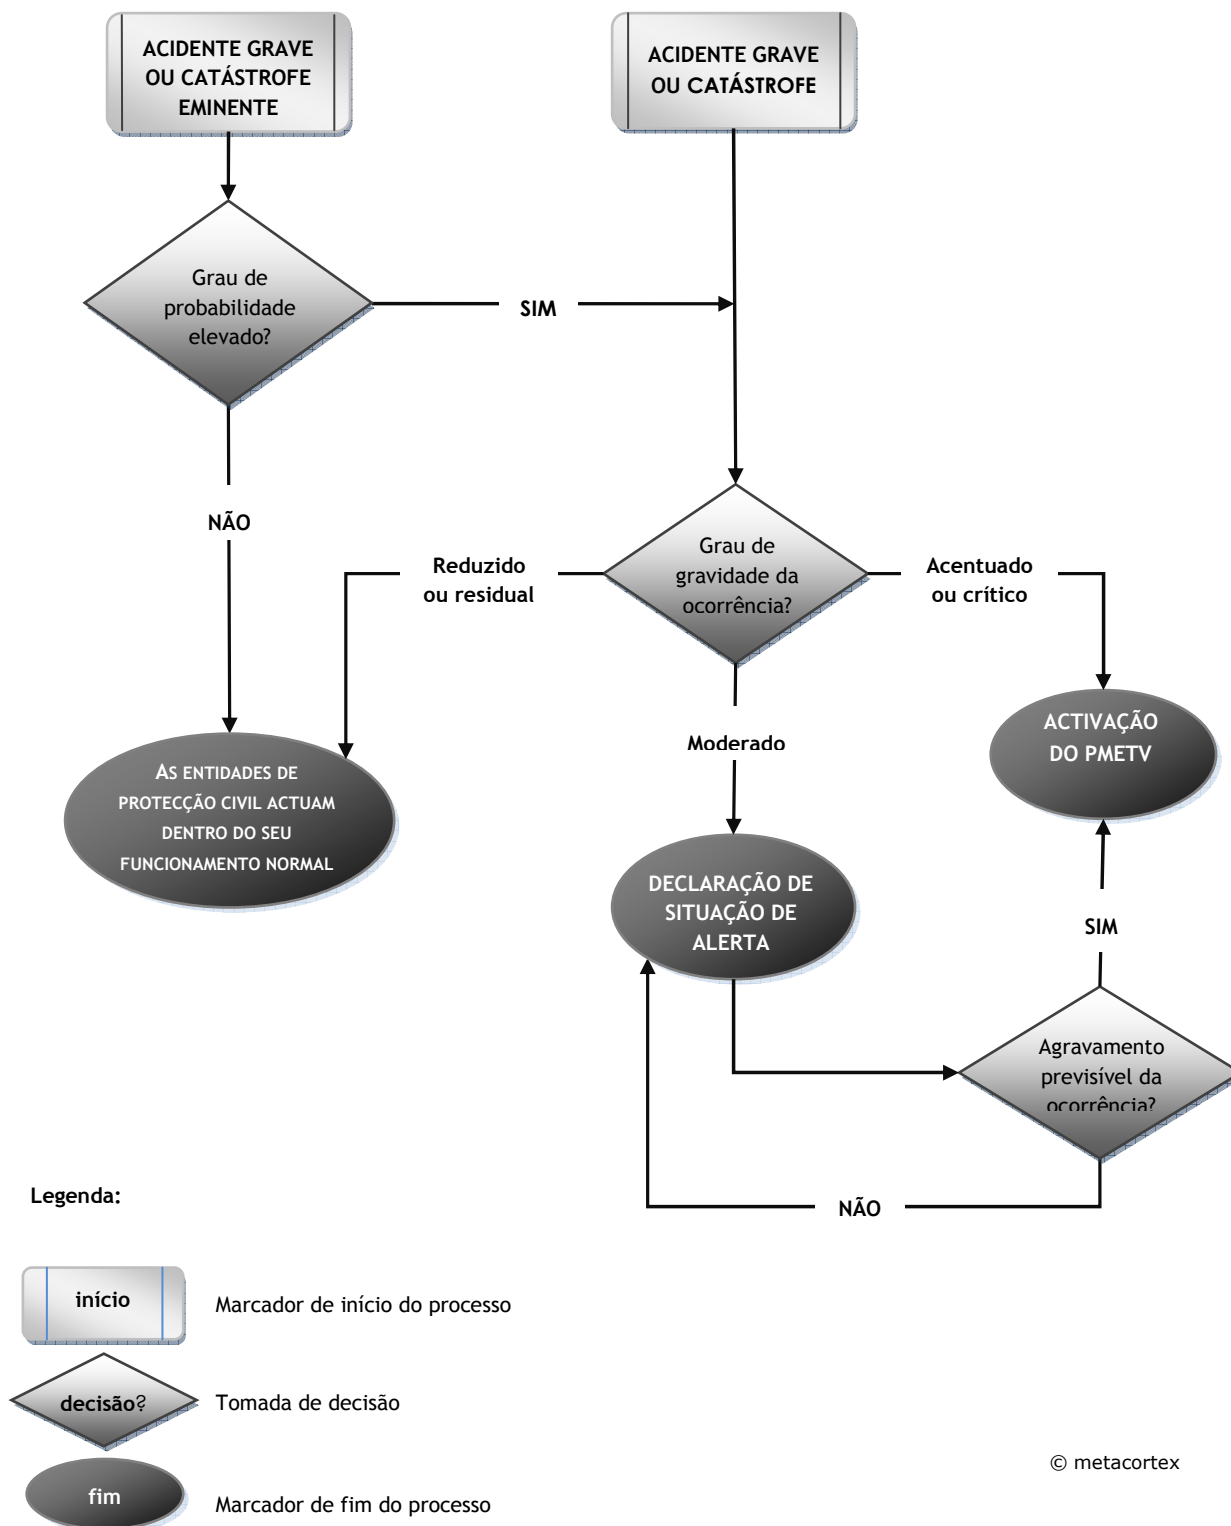 ACIDENTE GRAVE
OU CATÁSTROFE
EMINENTE
ACIDENTE GRAVE
OU CATÁSTROFE
Grau de
probabilidade
elevado?
SIM
NÃO
Grau de
gravidade da
ocorrência?
Reduzido
ou residual
Acentuado
ou crítico
Moderado
ACTIVAÇÃO
DO PMETV
AS ENTIDADES DE
PROTECÇÃO CIVIL ACTUAM
DENTRO DO SEU
FUNCIONAMENTO NORMAL
DECLARAÇÃO DE
SITUAÇÃO DE
ALERTA
SIM
Agravamento
previsível da
ocorrência?
NÃO
Legenda:
início
Marcador de início do processo
decisão?
Tomada de decisão
fim
Marcador de fim do processo
© metacortex